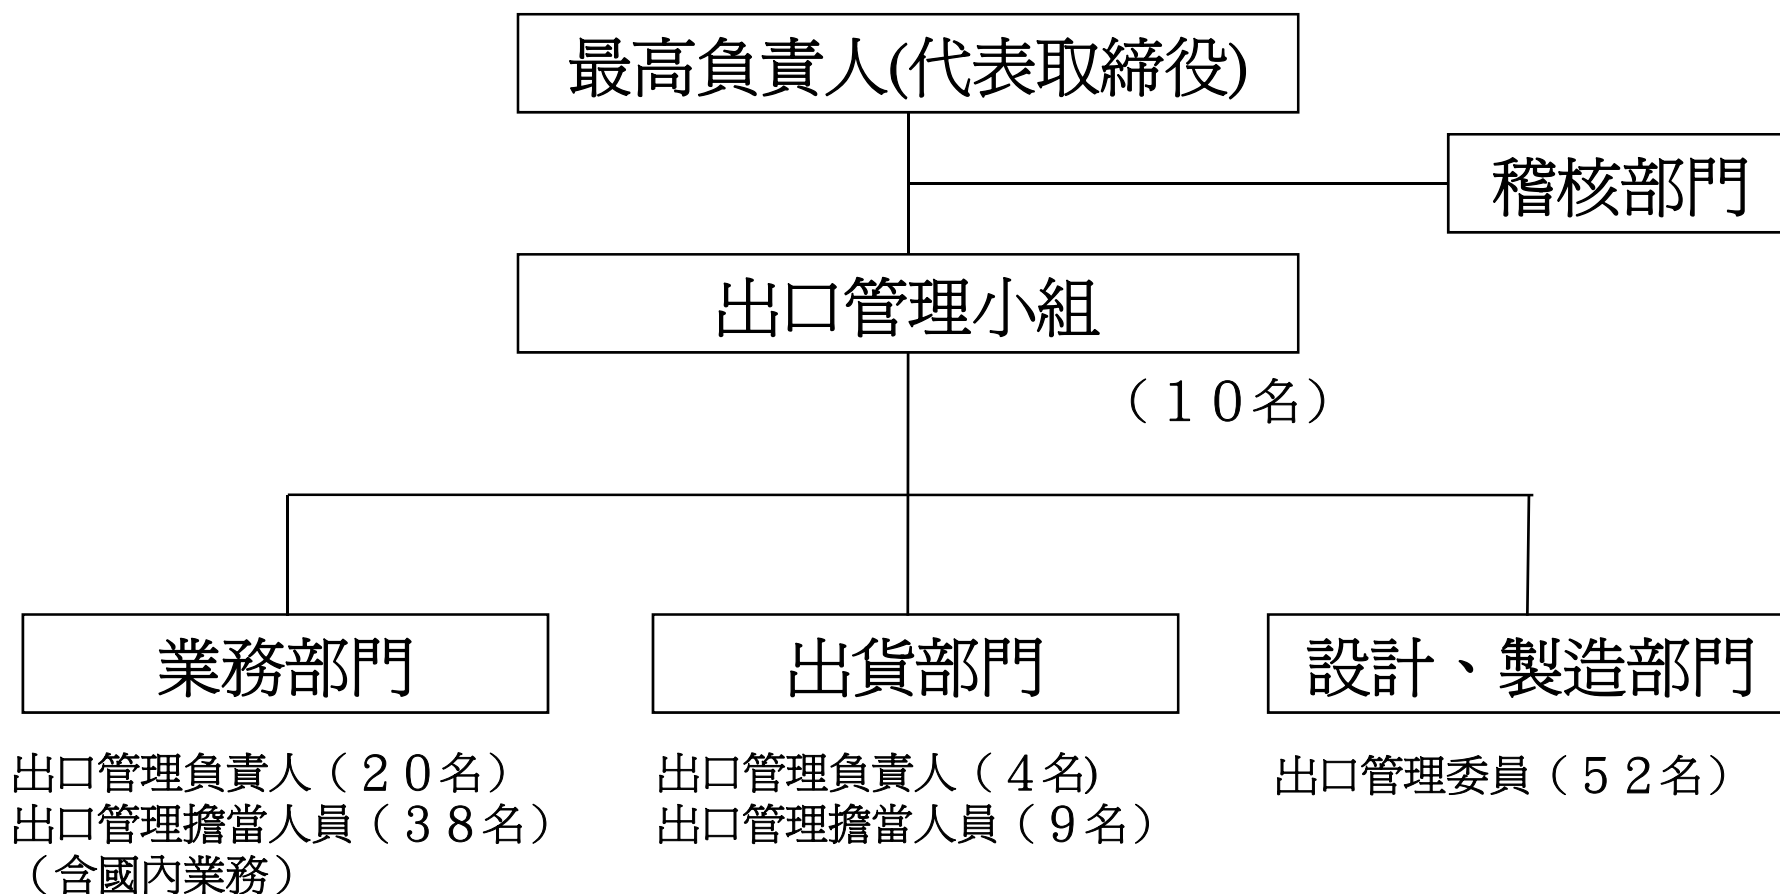 最高負責人(代表取締役)
稽核部門
出口管理小組
（１０名）
業務部門
出貨部門
設計、製造部門
出口管理負責人（２０名）
出口管理擔當人員（３８名）
（含國內業務）
出口管理負責人（４名)
出口管理擔當人員（９名）
出口管理委員（５２名）